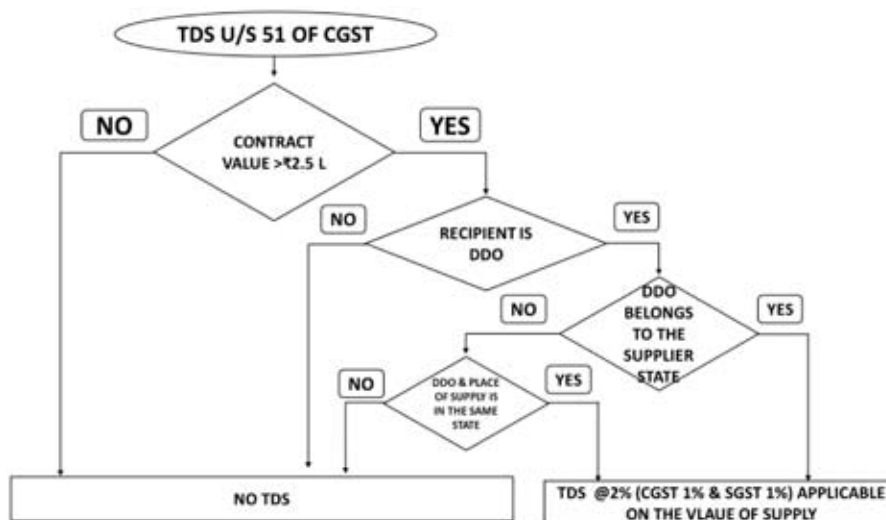 TDS U/S 51 OF CGST
NO
YES
CONTRACT
VALUE >₹2.5 L
NO
YES
RECIPIENT IS
DDO
NO
YES
DDO
BELONGS
TO THE
SUPPLIER
STATE
NO
YES
DDO & PLACE
OF SUPPLY IS
IN THE SAME
STATE
NO TDS
TDS @2% (CGST 1% & SGST 1%) APPLICABLE
ON THE VLAUE OF SUPPLY